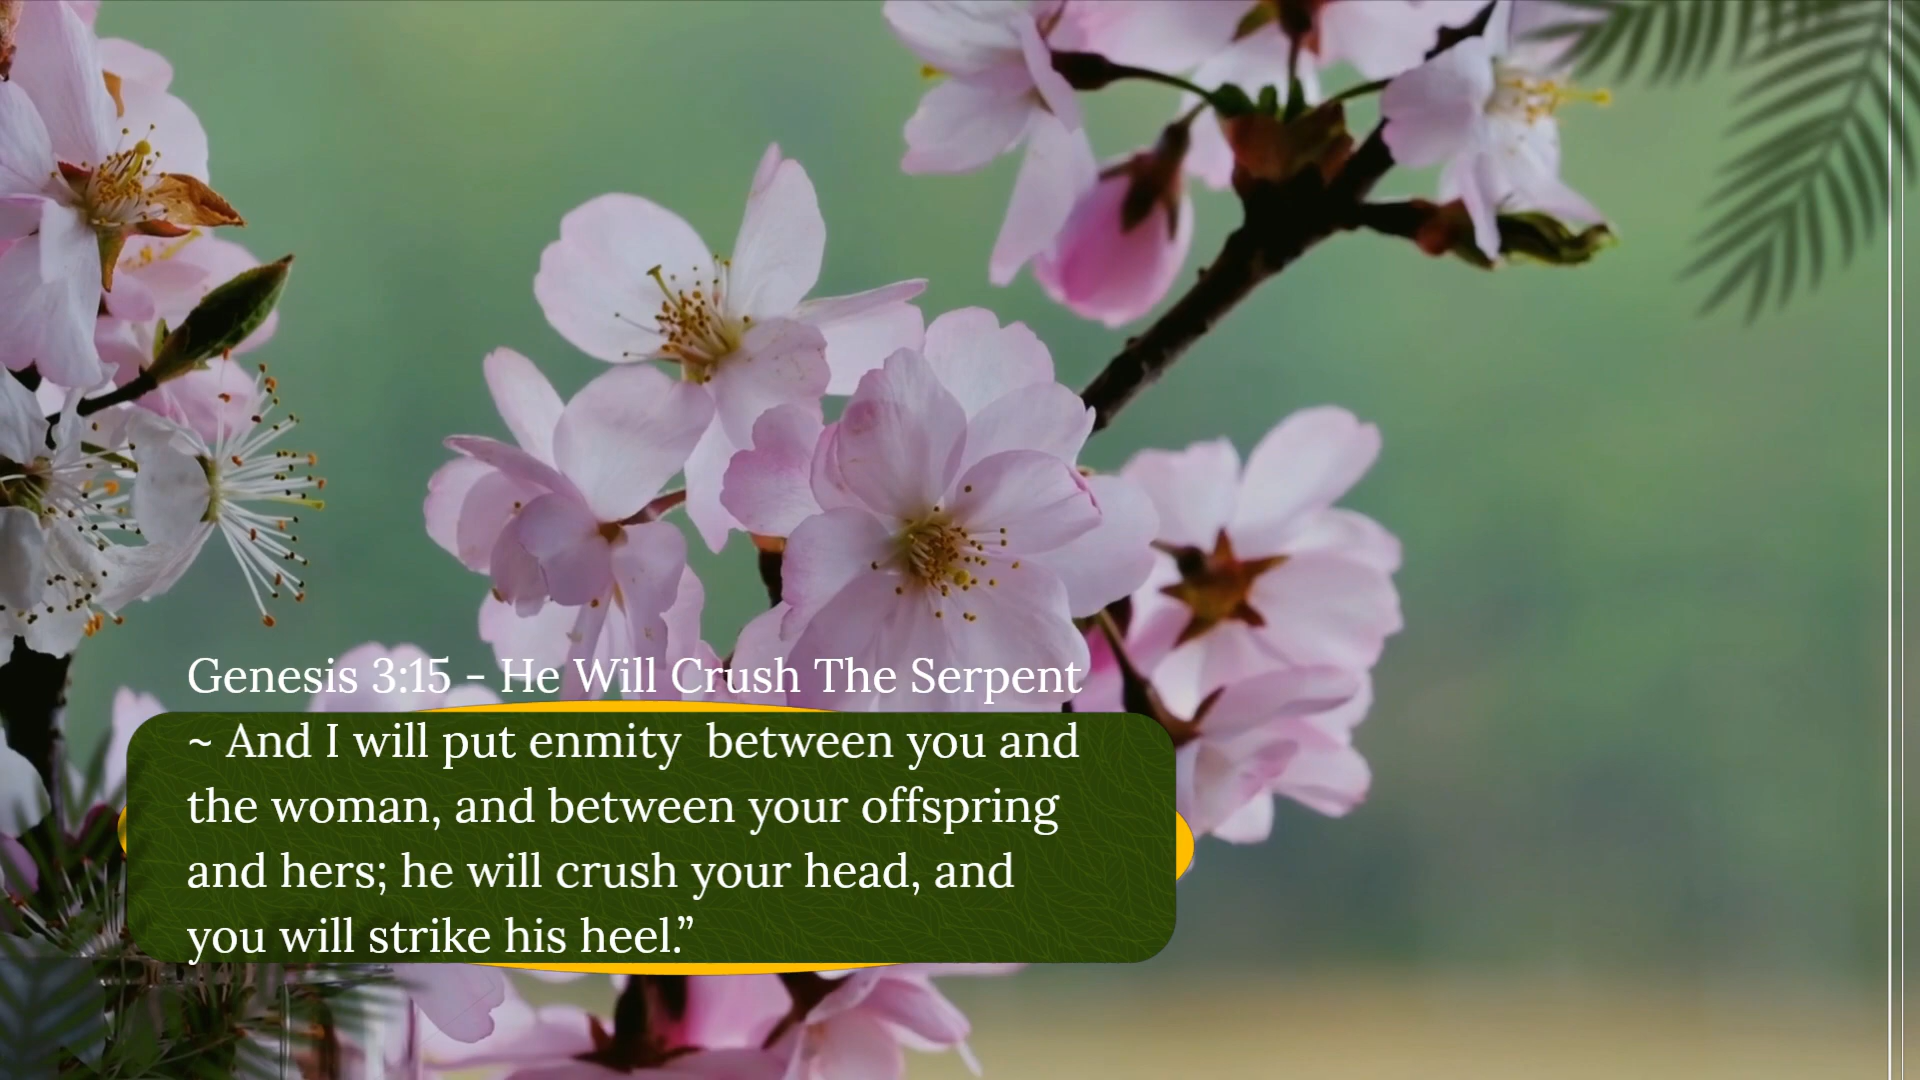 Genesis 3:15 - He Will Crush The Serpent
~ And I will put enmity  between you and
the woman, and between your offspring
and hers; he will crush your head, and
you will strike his heel.”